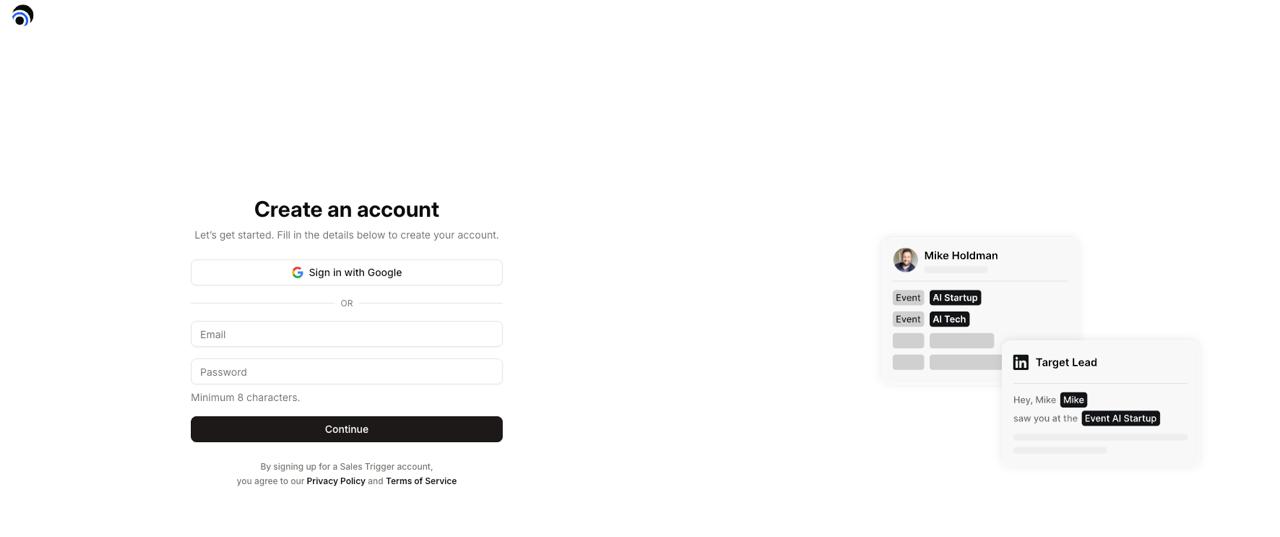 Create an account
Let's get started. Fill in the details below to create your account.
Sign in with Google
OR
Email
Password
Minimum 8 characters.
Continue
By signing up for a Sales Trigger account,
you agree to our Privacy Policy and Terms of Service
Mike Holdman
Event AI Startup
Event AI Tech
in Target Lead
Hey, Mike Mike
saw you at the Event AI Startup